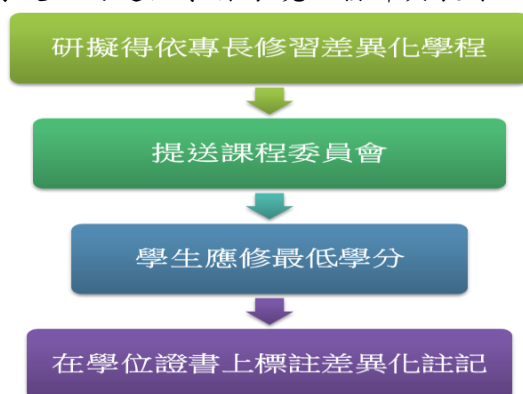 研擬得依專長修習差異化學程
提送課程委員會
學生應修最低學分
在學位證書上標註差異化註記